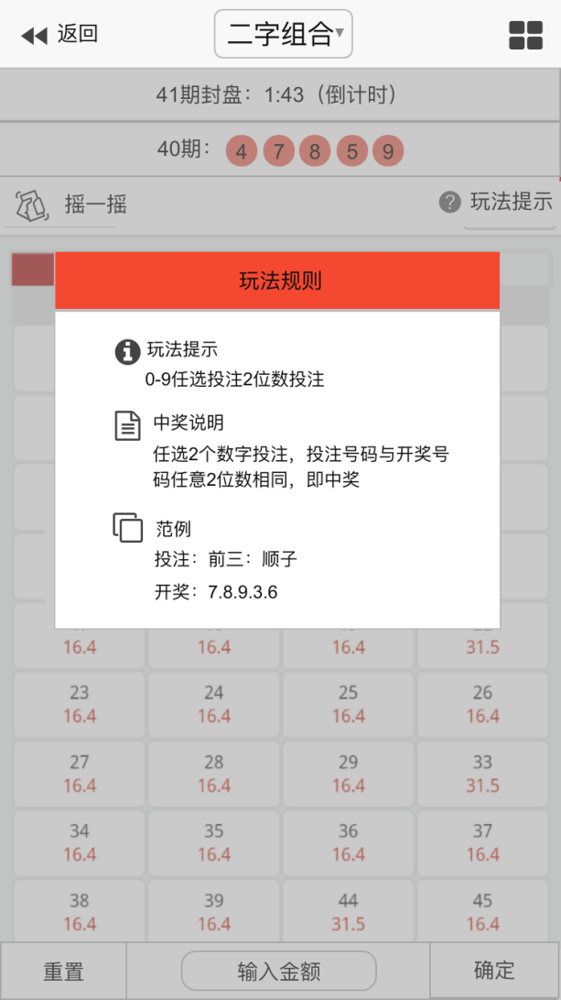 返回
二字组合
41期封盘：1:43（倒计时）
40期： 4 7 8 5 9
摇一摇
? 玩法提示
玩法规则
玩法提示
0-9任选投注2位数投注
中奖说明
任选2个数字投注，投注号码与开奖号
码任意2位数相同，即中奖
范例
投注：前三：顺子
开奖：7.8.9.3.6
16.4 16.4 16.4 31.5
23 24 25 26
16.4 16.4 16.4 16.4
27 28 29 33
16.4 16.4 16.4 31.5
34 35 36 37
16.4 16.4 16.4 16.4
38 39 44 45
16.4 16.4 31.5 16.4
重置 输入金额 确定